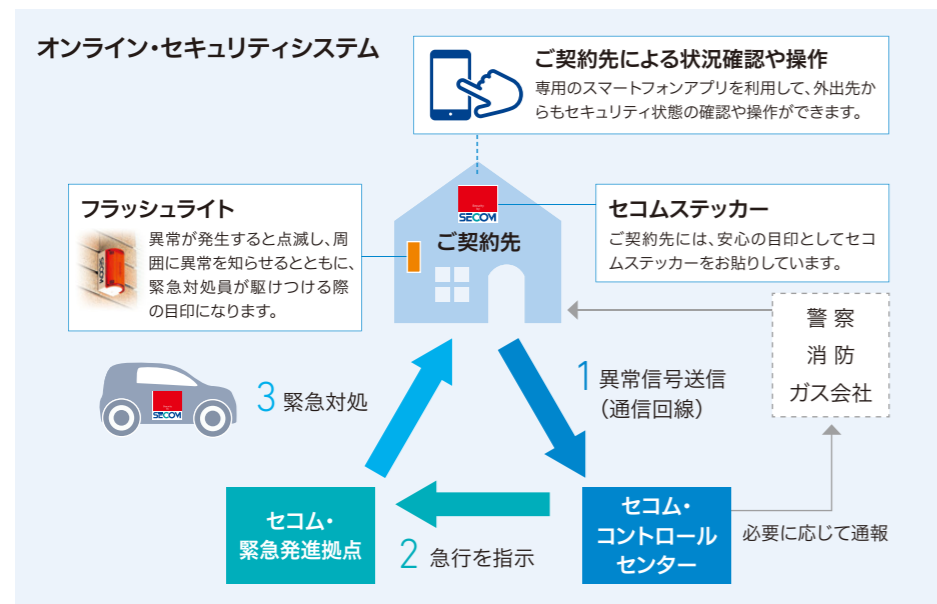 オンライン・セキュリティシステム
ご契約先による状況確認や操作
専用のスマートフォンアプリを利用して、外出先か
らもセキュリティ状態の確認や操作ができます。
フラッシュライト
異常が発生すると点滅し、周
囲に異常を知らせるとともに、
緊急対処員が駆けつける際
の目印になります。
SECOM
SECOM
ご契約先
セコムステッカー
ご契約先には、安心の目印としてセコ
ムステッカーをお貼りしています。
警察
消防
ガス会社
3 緊急対処
SECOM
1 異常信号送信
（通信回線）
セコム・
緊急発進拠点
2 急行を指示
セコム・
コントロール
センター
必要に応じて通報